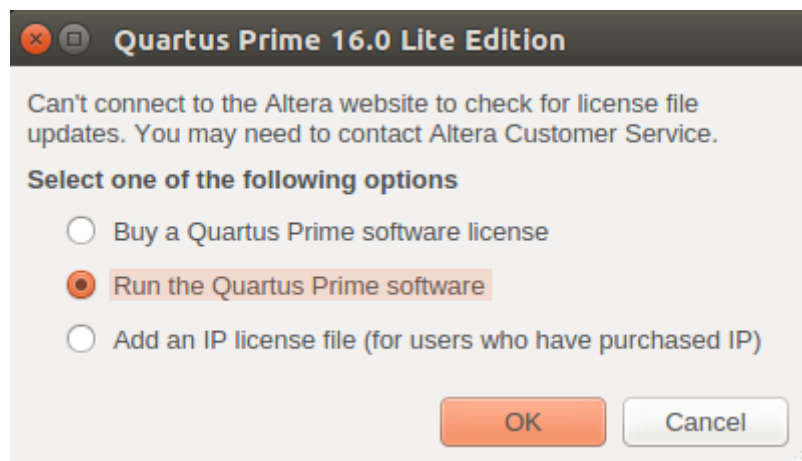 Quartus Prime 16.0 Lite Edition
Can't connect to the Altera website to check for license file
updates. You may need to contact Altera Customer Service.
Select one of the following options
Buy a Quartus Prime software license
Run the Quartus Prime software
Add an IP license file (for users who have purchased IP)
OK Cancel